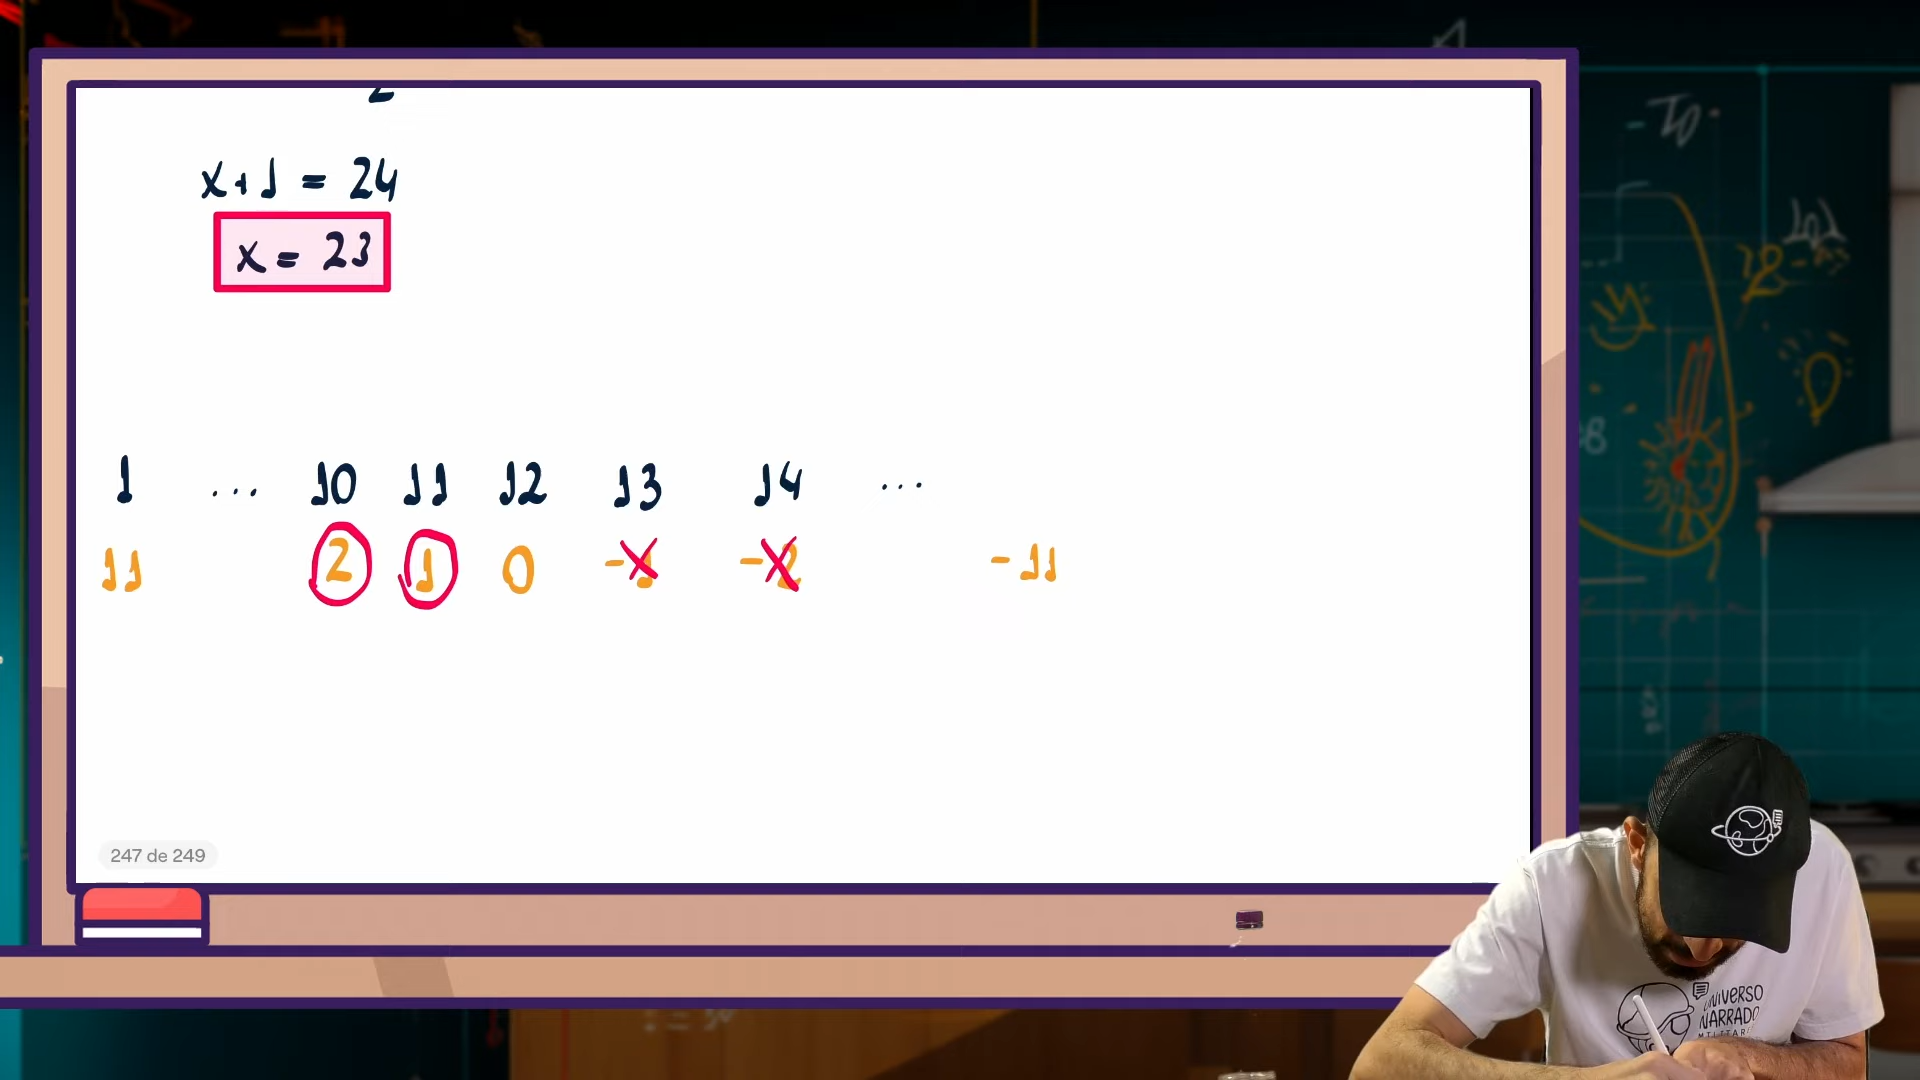 x+1 = 24
x = 23
1 ... 10 11 12 13 14 ...
11 2 1 0 -1 -2 -11
247 de 249
UNIVERSO
NARRADO
MILITAR